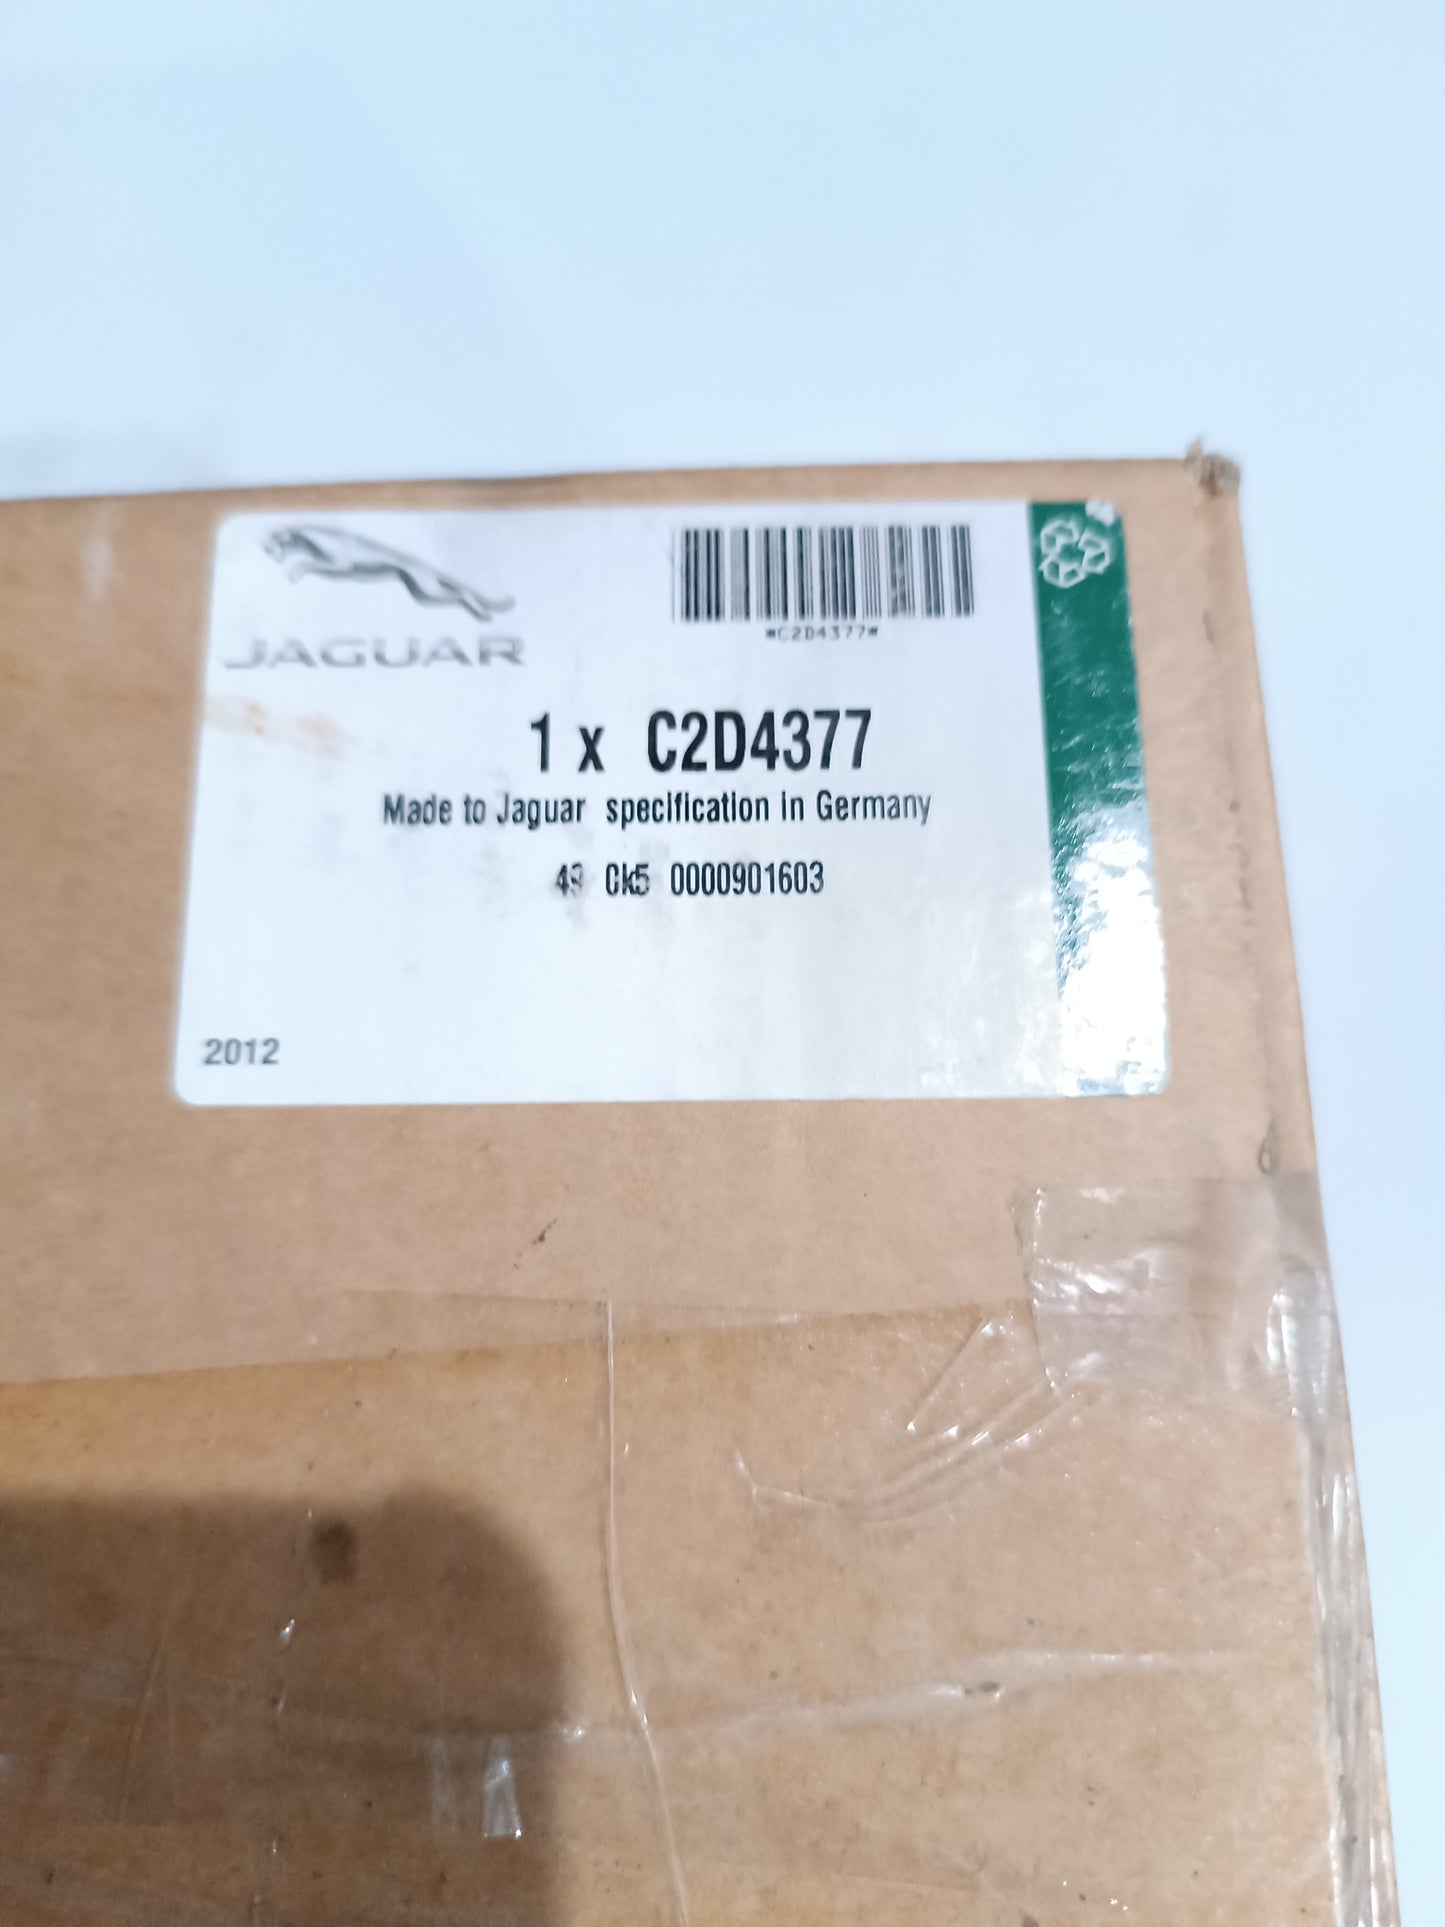 JAGUAR
*C2D4377*
1 x C2D4377
Made to Jaguar specification in Germany
0000901603
2012